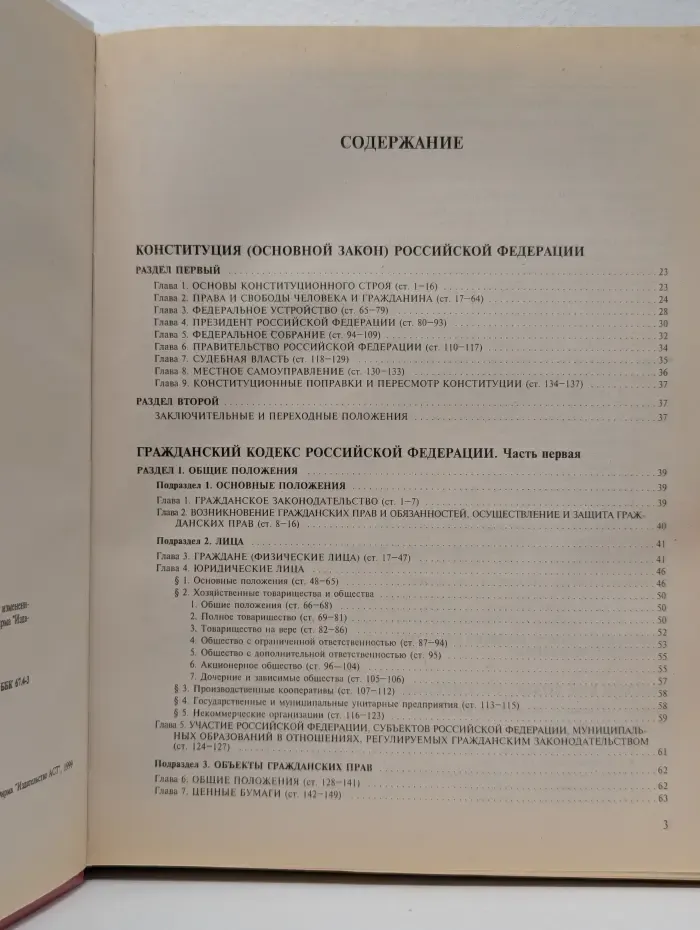 СОДЕРЖАНИЕ
КОНСТИТУЦИЯ (ОСНОВНОЙ ЗАКОН) РОССИЙСКОЙ ФЕДЕРАЦИИ
РАЗДЕЛ ПЕРВЫЙ 23
Глава 1. ОСНОВЫ КОНСТИТУЦИОННОГО СТРОЯ (ст. 1–16) 23
Глава 2. ПРАВА И СВОБОДЫ ЧЕЛОВЕКА И ГРАЖДАНИНА (ст. 17–64) 24
Глава 3. ФЕДЕРАЛЬНОЕ УСТРОЙСТВО (ст. 65–79) 28
Глава 4. ПРЕЗИДЕНТ РОССИЙСКОЙ ФЕДЕРАЦИИ (ст. 80–93) 30
Глава 5. ФЕДЕРАЛЬНОЕ СОБРАНИЕ (ст. 94–109) 32
Глава 6. ПРАВИТЕЛЬСТВО РОССИЙСКОЙ ФЕДЕРАЦИИ (ст. 110–117) 34
Глава 7. СУДЕБНАЯ ВЛАСТЬ (ст. 118–129) 35
Глава 8. МЕСТНОЕ САМОУПРАВЛЕНИЕ (ст. 130–133) 36
Глава 9. КОНСТИТУЦИОННЫЕ ПОПРАВКИ И ПЕРЕСМОТР КОНСТИТУЦИИ (ст. 134–137) 37
РАЗДЕЛ ВТОРОЙ 37
ЗАКЛЮЧИТЕЛЬНЫЕ И ПЕРЕХОДНЫЕ ПОЛОЖЕНИЯ 37
ГРАЖДАНСКИЙ КОДЕКС РОССИЙСКОЙ ФЕДЕРАЦИИ. Часть первая
РАЗДЕЛ I. ОБЩИЕ ПОЛОЖЕНИЯ 39
Подраздел 1. ОСНОВНЫЕ ПОЛОЖЕНИЯ 39
Глава 1. ГРАЖДАНСКОЕ ЗАКОНОДАТЕЛЬСТВО (ст. 1–7) 39
Глава 2. ВОЗНИКНОВЕНИЕ ГРАЖДАНСКИХ ПРАВ И ОБЯЗАННОСТЕЙ, ОСУЩЕСТВЛЕНИЕ И ЗАЩИТА ГРАЖ-
ДАНСКИХ ПРАВ (ст. 8–16) 40
Подраздел 2. ЛИЦА 41
Глава 3. ГРАЖДАНЕ (ФИЗИЧЕСКИЕ ЛИЦА) (ст. 17–47) 41
Глава 4. ЮРИДИЧЕСКИЕ ЛИЦА 46
§ 1. Основные положения (ст. 48–65) 46
§ 2. Хозяйственные товарищества и общества 50
1. Общие положения (ст. 66–68) 50
2. Полное товарищество (ст. 69–81) 50
3. Товарищество на вере (ст. 82–86) 52
4. Общество с ограниченной ответственностью (ст. 87–94) 53
5. Общество с дополнительной ответственностью (ст. 95) 55
6. Акционерное общество (ст. 96–104) 55
7. Дочерние и зависимые общества (ст. 105–106) 57
§ 3. Производственные кооперативы (ст. 107–112) 58
§ 4. Государственные и муниципальные унитарные предприятия (ст. 113–115) 58
§ 5. Некоммерческие организации (ст. 116–123) 59
Глава 5. УЧАСТИЕ РОССИЙСКОЙ ФЕДЕРАЦИИ, СУБЪЕКТОВ РОССИЙСКОЙ ФЕДЕРАЦИИ, МУНИЦИПАЛЬ-
НЫХ ОБРАЗОВАНИЙ В ОТНОШЕНИЯХ, РЕГУЛИРУЕМЫХ ГРАЖДАНСКИМ ЗАКОНОДАТЕЛЬСТВОМ
(ст. 124–127) 61
Подраздел 3. ОБЪЕКТЫ ГРАЖДАНСКИХ ПРАВ 62
Глава 6. ОБЩИЕ ПОЛОЖЕНИЯ (ст. 128–141) 62
Глава 7. ЦЕННЫЕ БУМАГИ (ст. 142–149) 63
3
ББК 67.6-3
"Издательство АСТ", 1999